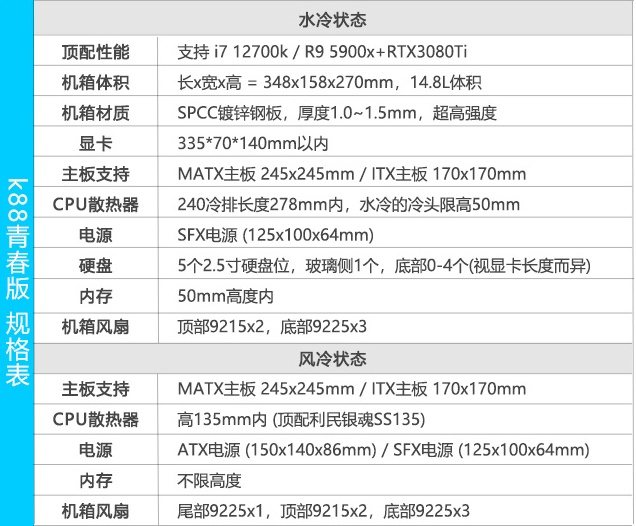 k88青春版 规格表
水冷状态
顶配性能 支持 i7 12700k / R9 5900x+RTX3080Ti
机箱体积 长x宽x高 = 348x158x270mm，14.8L体积
机箱材质 SPCC镀锌钢板，厚度1.0~1.5mm，超高强度
显卡 335*70*140mm以内
主板支持 MATX主板 245x245mm / ITX主板 170x170mm
CPU散热器 240冷排长度278mm内，水冷的冷头限高50mm
电源 SFX电源 (125x100x64mm)
硬盘 5个2.5寸硬盘位，玻璃侧1个，底部0-4个(视显卡长度而异)
内存 50mm高度内
机箱风扇 顶部9215x2，底部9225x3
风冷状态
主板支持 MATX主板 245x245mm / ITX主板 170x170mm
CPU散热器 高135mm内 (顶配利民银魂SS135)
电源 ATX电源 (150x140x86mm) / SFX电源 (125x100x64mm)
内存 不限高度
机箱风扇 尾部9225x1，顶部9215x2，底部9225x3